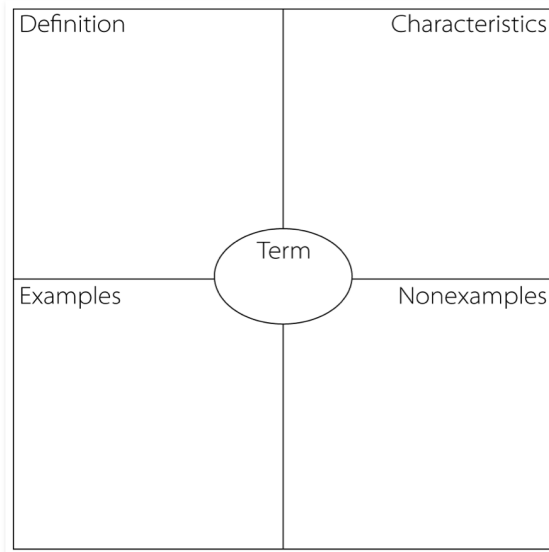 Definition
Characteristics
Term
Examples
Nonexamples